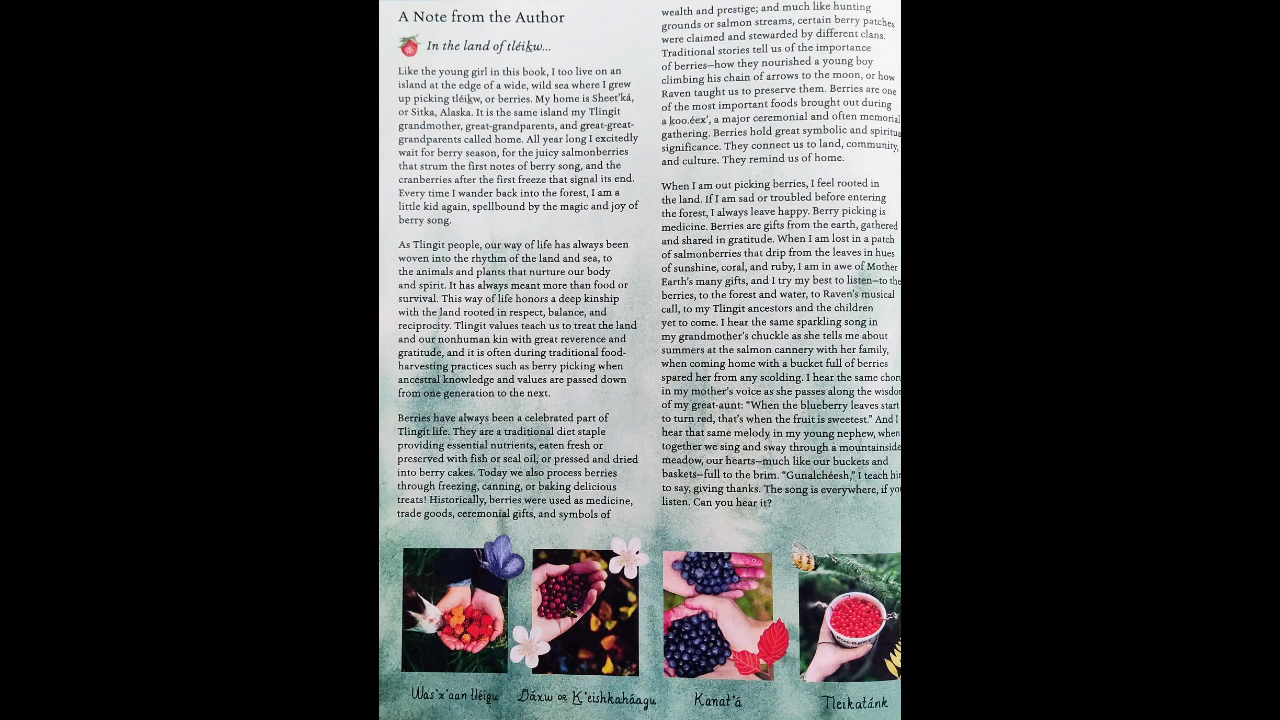 A Note from the Author
In the land of tléiḵw...
Like the young girl in this book, I too live on an
island at the edge of a wide, wild sea where I grew
up picking tléiḵw, or berries. My home is Sheet'ká,
or Sitka, Alaska. It is the same island my Tlingit
grandmother, great-grandparents, and great-great-
grandparents called home. All year long I excitedly
wait for berry season, for the juicy salmonberries
that strum the first notes of berry song, and the
cranberries after the first freeze that signal its end.
Every time I wander back into the forest, I am a
little kid again, spellbound by the magic and joy of
berry song.
As Tlingit people, our way of life has always been
woven into the rhythm of the land and sea, to
the animals and plants that nurture our body
and spirit. It has always meant more than food or
survival. This way of life honors a deep kinship
with the land rooted in respect, balance, and
reciprocity. Tlingit values teach us to treat the land
and our nonhuman kin with great reverence and
gratitude, and it is often during traditional food-
harvesting practices such as berry picking when
ancestral knowledge and values are passed down
from one generation to the next.
Berries have always been a celebrated part of
Tlingit life. They are a traditional diet staple
providing essential nutrients, eaten fresh or
preserved with fish or seal oil, or pressed and dried
into berry cakes. Today we also process berries
through freezing, canning, or baking delicious
treats! Historically, berries were used as medicine,
trade goods, ceremonial gifts, and symbols of
wealth and prestige; and much like hunting
grounds or salmon streams, certain berry patches
were claimed and stewarded by different clans.
Traditional stories tell us of the importance
of berries—how they nourished a young boy
climbing his chain of arrows to the moon, or how
Raven taught us to preserve them. Berries are one
of the most important foods brought out during
a ḵoo.éex', a major ceremonial and often memorial
gathering. Berries hold great symbolic and spiritua
significance. They connect us to land, community,
and culture. They remind us of home.
When I am out picking berries, I feel rooted in
the land. If I am sad or troubled before entering
the forest, I always leave happy. Berry picking is
medicine. Berries are gifts from the earth, gathered
and shared in gratitude. When I am lost in a patch
of salmonberries that drip from the leaves in hues
of sunshine, coral, and ruby, I am in awe of Mother
Earth's many gifts, and I try my best to listen—to the
berries, to the forest and water, to Raven's musical
call, to my Tlingit ancestors and the children
yet to come. I hear the same sparkling song in
my grandmother's chuckle as she tells me about
summers at the salmon cannery with her family,
when coming home with a bucket full of berries
spared her from any scolding. I hear the same chor
in my mother's voice as she passes along the wisdo
of my great-aunt: "When the blueberry leaves start
to turn red, that's when the fruit is sweetest." And I
hear that same melody in my young nephew, when
together we sing and sway through a mountainside
meadow, our hearts—much like our buckets and
baskets—full to the brim. "Gunalchéesh," I teach hi
to say, giving thanks. The song is everywhere, if yo
listen. Can you hear it?
Was'x'aan tléigu
Dáxw or K'eishkaháagu
Kanat'á
Tleikatánk